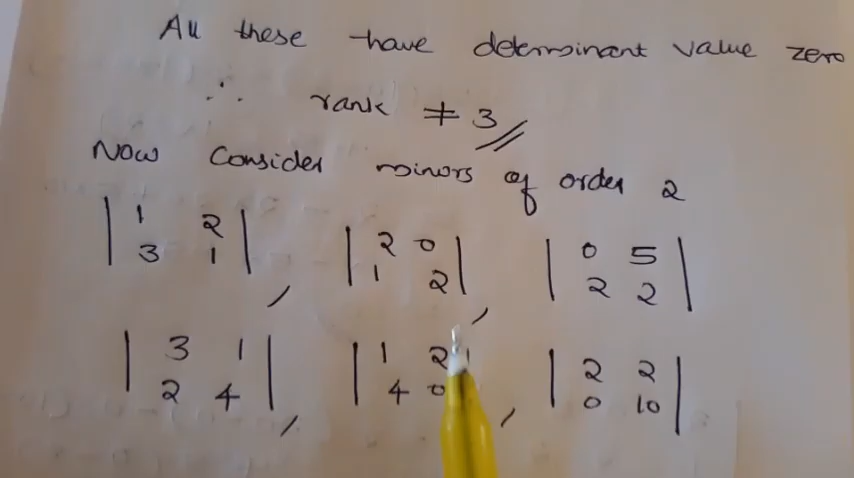 All these have determinant value zero
∴ rank ≠ 3
Now Consider minors of order 2
| 1 2 | , | 2 0 | , | 0 5 |
| 3 1 | | 1 2 | | 2 2 |
| 3 1 | , | 1 2 | , | 2 2 |
| 2 4 | | 4 0 | | 0 10 |